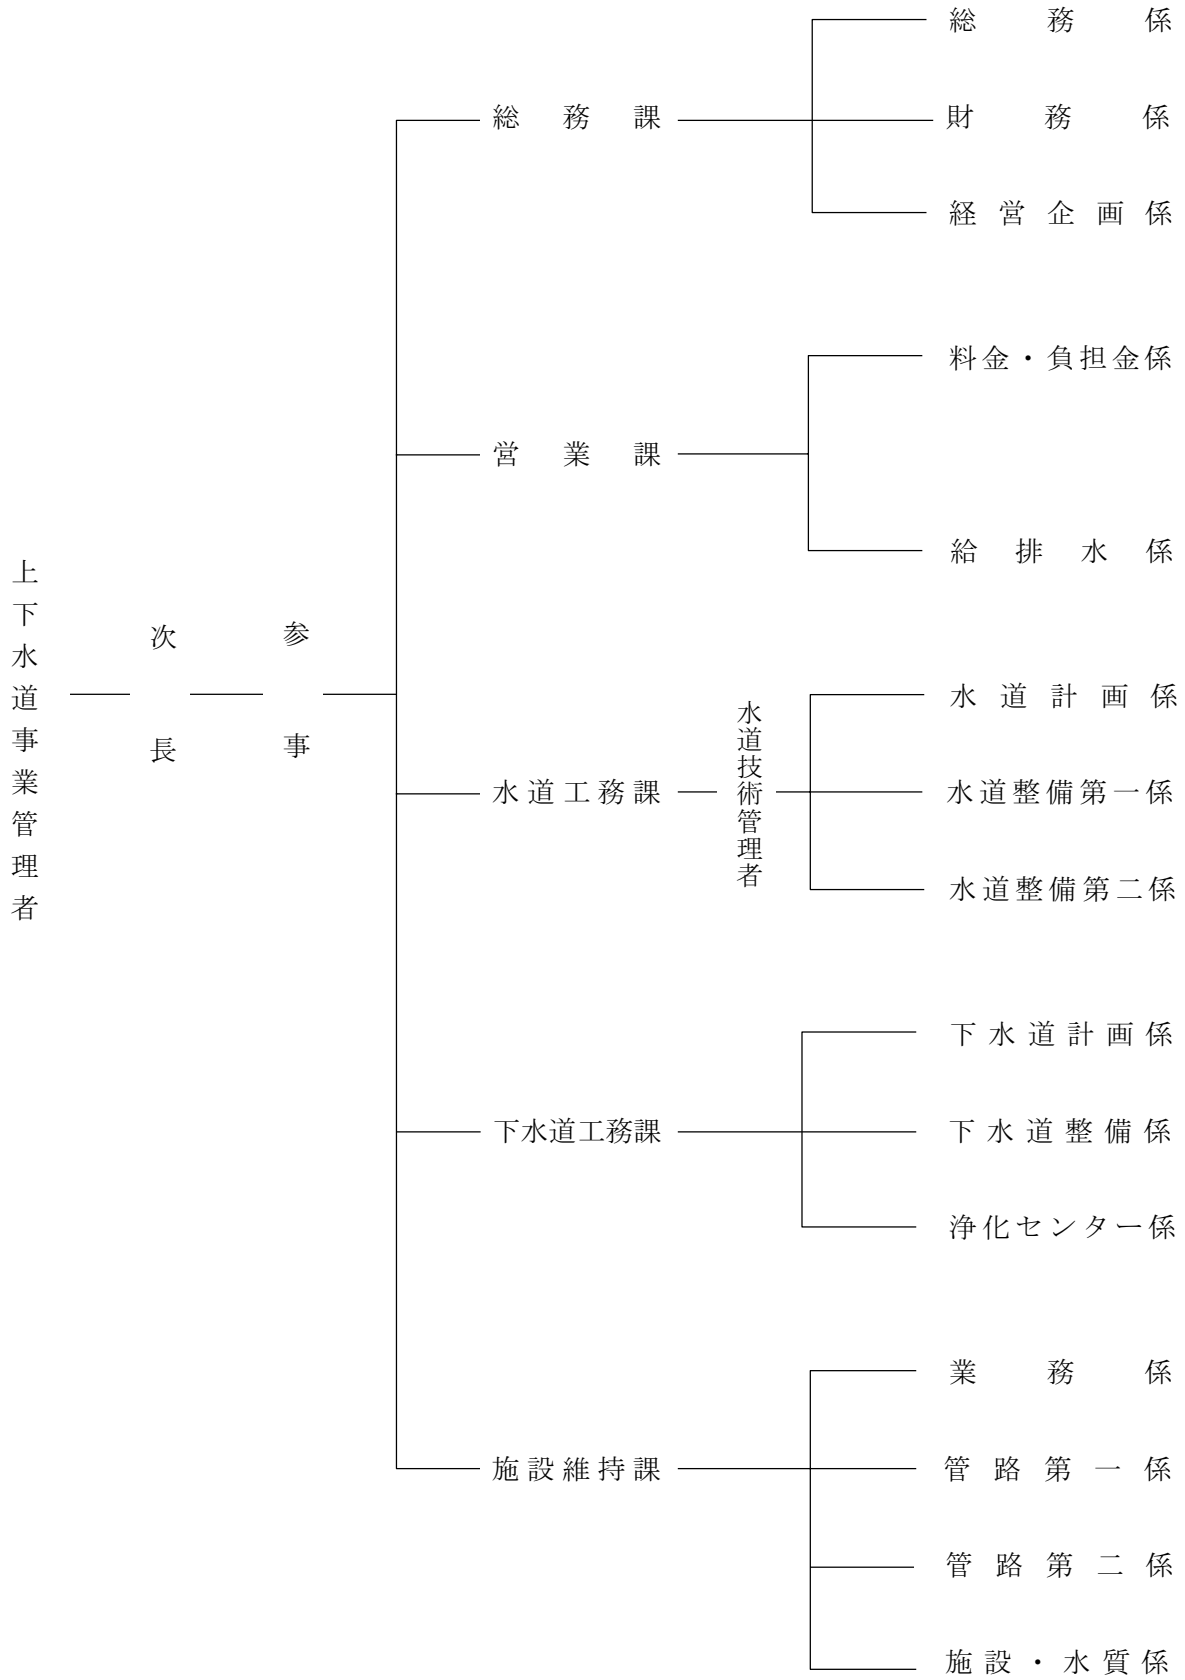 上下水道事業管理者
次長
参事
総務課
総務係
財務係
経営企画係
営業課
料金・負担金係
給排水係
水道工務課
水道技術管理者
水道計画係
水道整備第一係
水道整備第二係
下水道工務課
下水道計画係
下水道整備係
浄化センター係
施設維持課
業務係
管路第一係
管路第二係
施設・水質係